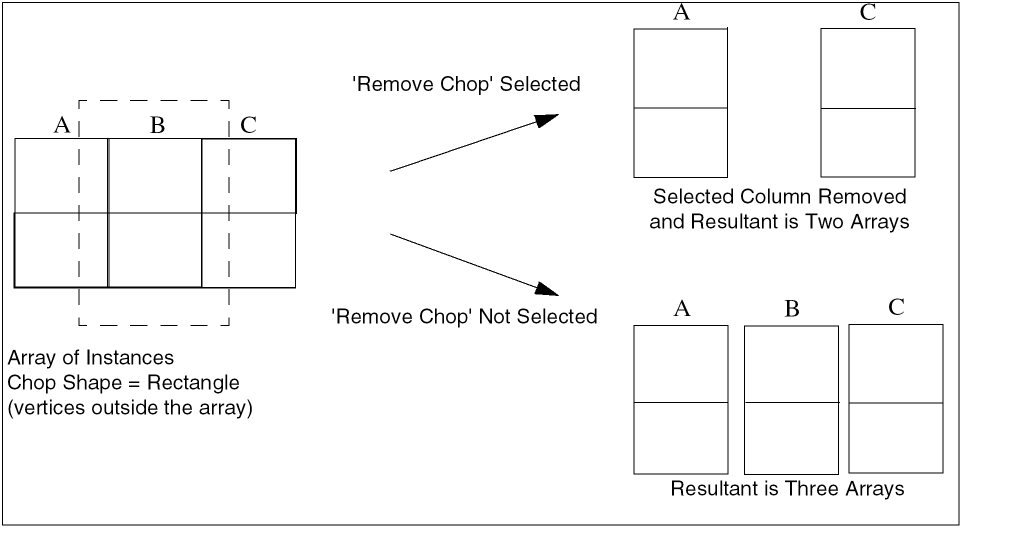 A B C
Array of Instances
Chop Shape = Rectangle
(vertices outside the array)
'Remove Chop' Selected
'Remove Chop' Not Selected
A C
Selected Column Removed
and Resultant is Two Arrays
A B C
Resultant is Three Arrays